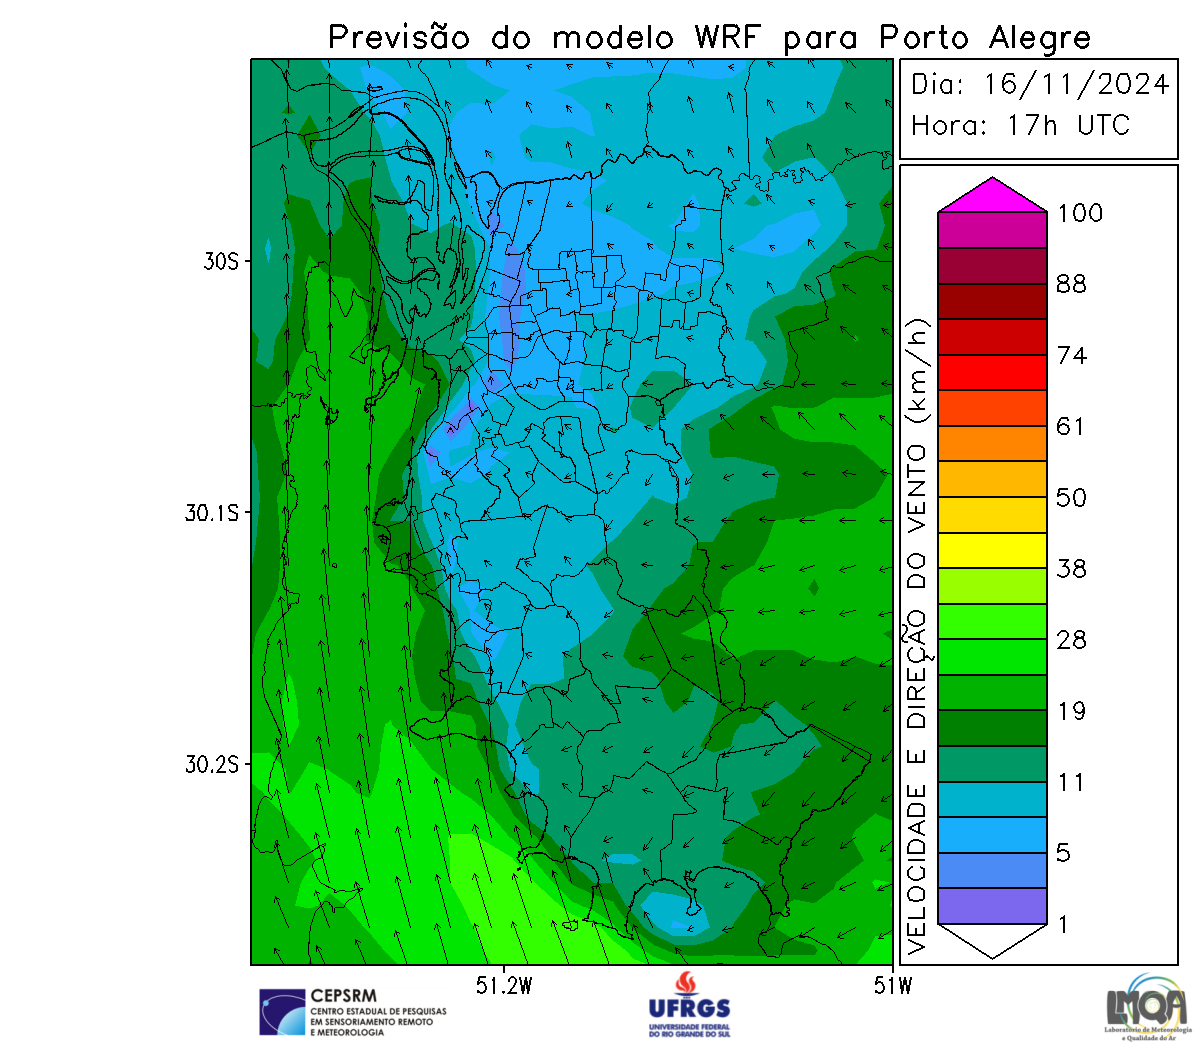 Previsão do modelo WRF para Porto Alegre
Dia: 16/11/2024
Hora: 17h UTC
30S
30.1S
30.2S
51.2W
51W
VELOCIDADE E DIREÇÃO DO VENTO (km/h)
100
88
74
61
50
38
28
19
11
5
1
CEPSRM
CENTRO ESTADUAL DE PESQUISAS
EM SENSORIAMENTO REMOTO
E METEOROLOGIA
UFRGS
UNIVERSIDADE FEDERAL
DO RIO GRANDE DO SUL
LMQA
Laboratório de Meteorologia
e Qualidade do Ar